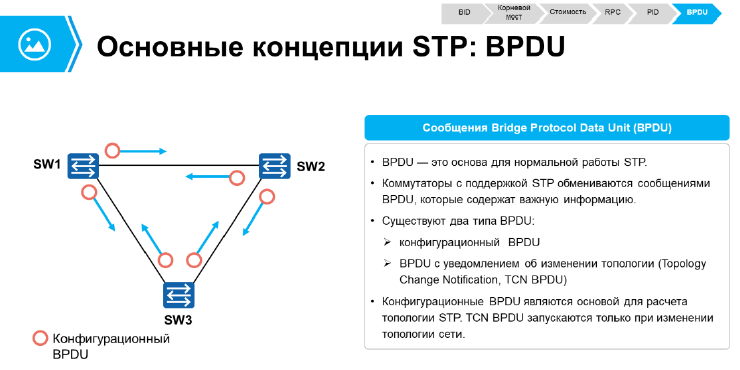 BID
Корневой
мост
Стоимость
RPC
PID
BPDU
Основные концепции STP: BPDU
SW1
SW2
SW3
Конфигурационный
BPDU
Сообщения Bridge Protocol Data Unit (BPDU)
• BPDU — это основа для нормальной работы STP.
• Коммутаторы с поддержкой STP обмениваются сообщениями
BPDU, которые содержат важную информацию.
• Существуют два типа BPDU:
➢ конфигурационный BPDU
➢ BPDU с уведомлением об изменении топологии (Topology
Change Notification, TCN BPDU)
• Конфигурационные BPDU являются основой для расчета
топологии STP. TCN BPDU запускаются только при изменении
топологии сети.